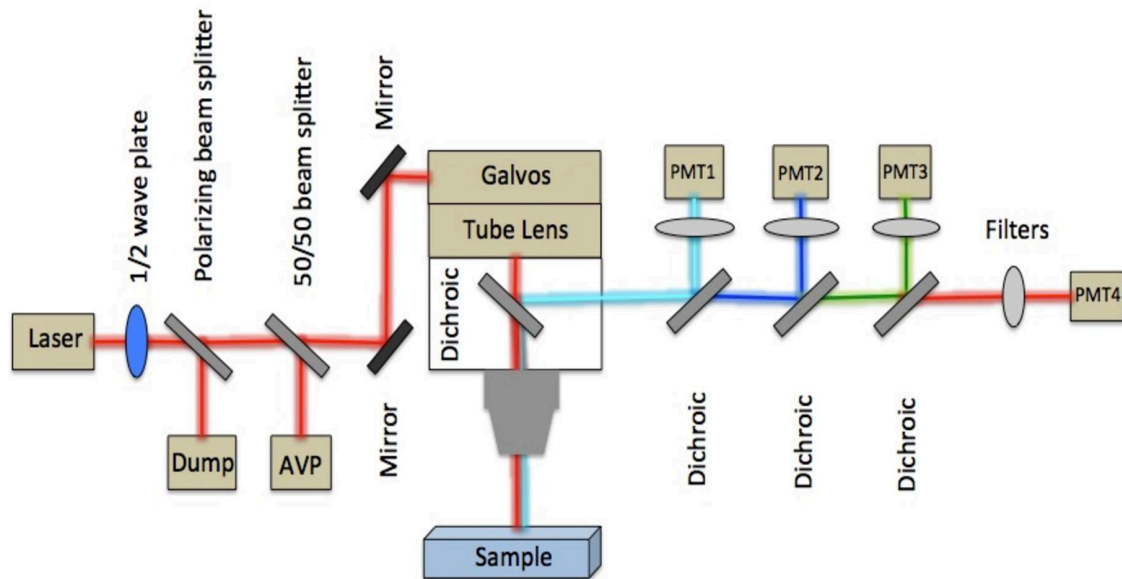 1/2 wave plate
Polarizing beam splitter
50/50 beam splitter
Mirror
Galvos
Tube Lens
PMT1
PMT2
PMT3
Filters
PMT4
Laser
Dichroic
Dump
AVP
Mirror
Dichroic
Dichroic
Dichroic
Sample